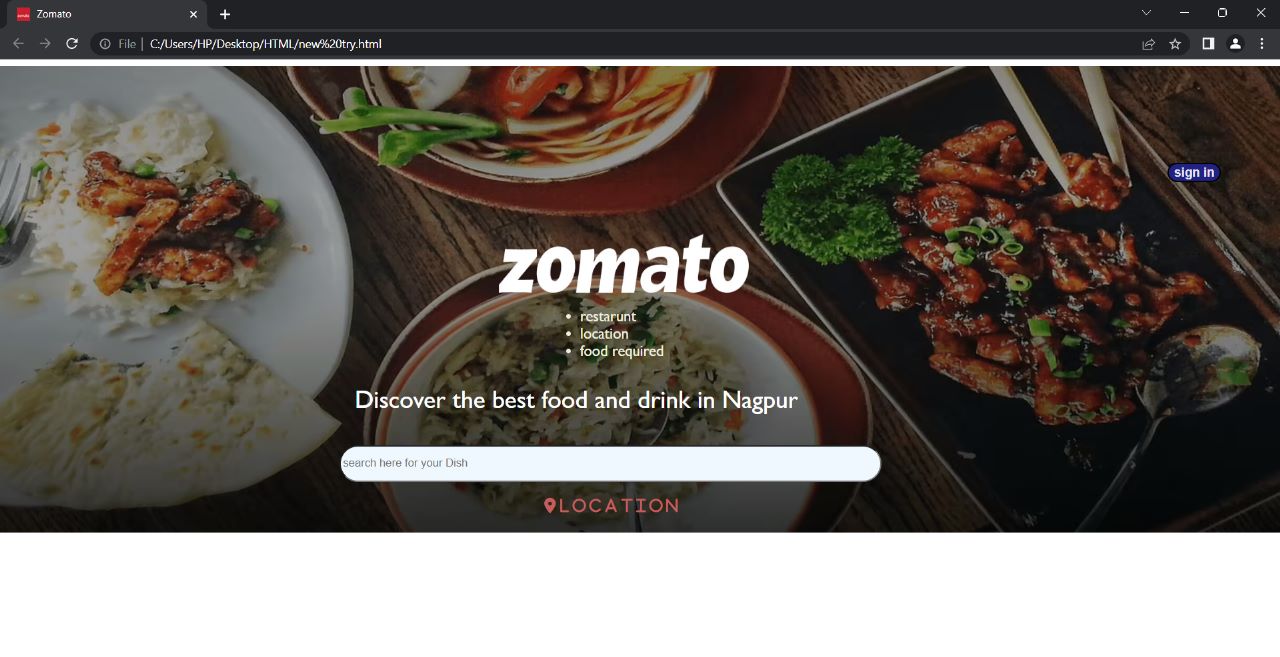 Zomato
File
C:/Users/HP/Desktop/HTML/new%20try.html
sign in
zomato
restarunt
location
food required
Discover the best food and drink in Nagpur
search here for your Dish
LOCATION